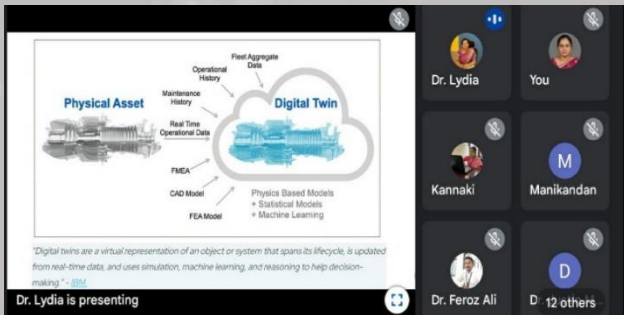 Fleet Aggregate
Data
Operational
History
Maintenance
History
Physical Asset
Digital Twin
Real Time
Operational Data
FMEA
CAD Model
FEA Model
Physics Based Models
+ Statistical Models
+ Machine Learning
"Digital twins are a virtual representation of an object or system that spans its lifecycle, is updated
from real-time data, and uses simulation, machine learning, and reasoning to help decision-
making." - IBM.
Dr. Lydia is presenting
Dr. Lydia
You
Kannaki
M
Manikandan
Dr. Feroz Ali
D
12 others